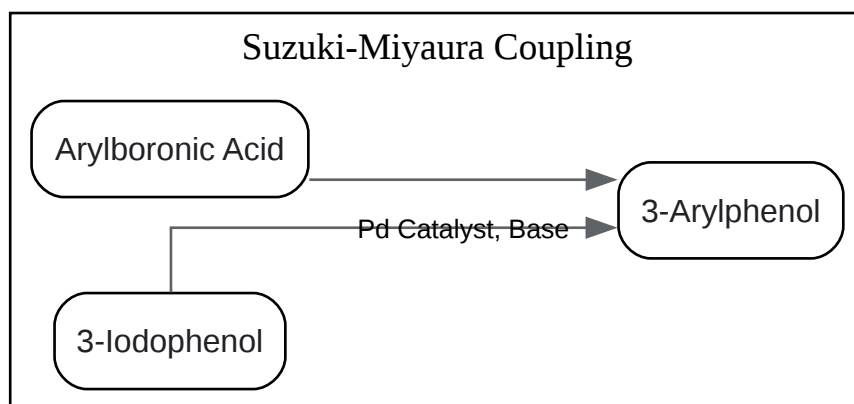 Suzuki-Miyaura Coupling
Arylboronic Acid
3-Arylphenol
Pd Catalyst, Base
3-Iodophenol